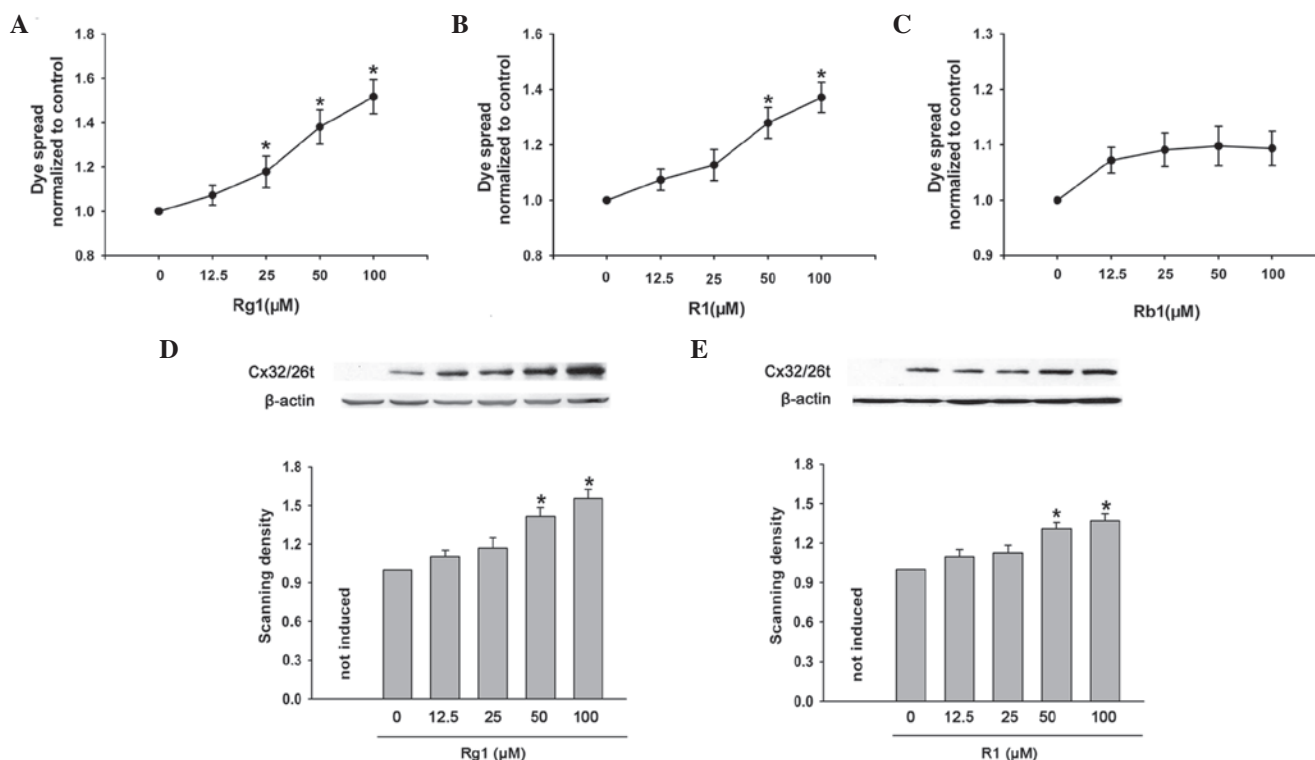 A
Dye spread
normalized to control
1.8
1.6
1.4
1.2
1.0
0.8
*
*
*
0 12.5 25 50 100
Rg1(µM)
B
Dye spread
normalized to control
1.6
1.4
1.2
1.0
0.8
*
*
0 12.5 25 50 100
R1(µM)
C
Dye spread
normalized to control
1.3
1.2
1.1
1.0
0.9
0 12.5 25 50 100
Rb1(µM)
D
Cx32/26t
β-actin
Scanning density
1.8
1.5
1.2
0.9
0.6
0.3
0.0
not induced
*
*
0 12.5 25 50 100
Rg1 (µM)
E
Cx32/26t
β-actin
Scanning density
1.8
1.5
1.2
0.9
0.6
0.3
0.0
not induced
*
*
0 12.5 25 50 100
R1 (µM)